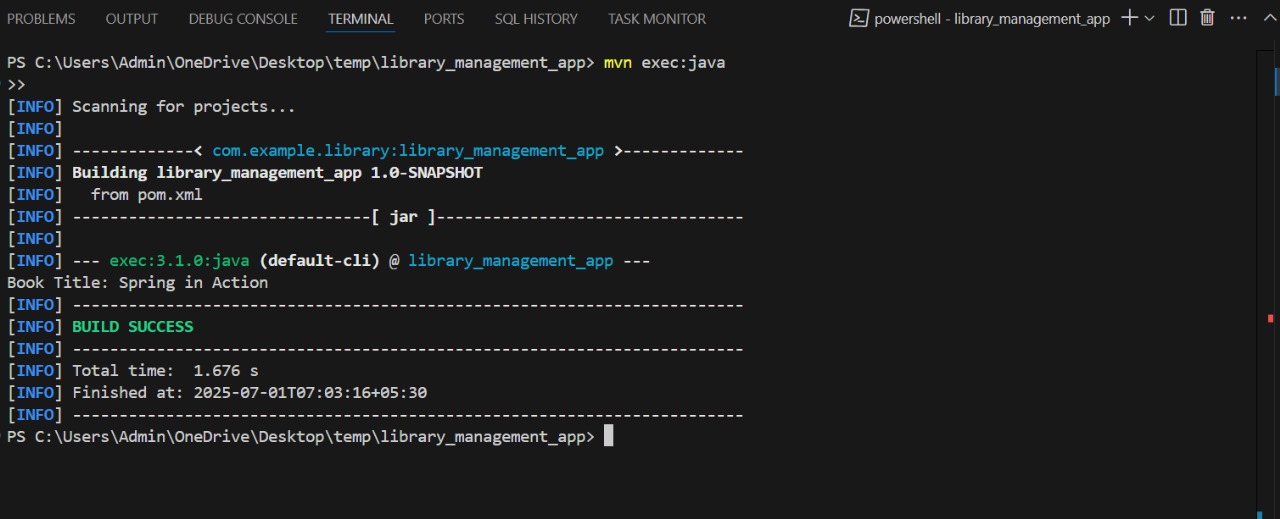 PROBLEMS OUTPUT DEBUG CONSOLE TERMINAL PORTS SQL HISTORY TASK MONITOR powershell - library_management_app
PS C:\Users\Admin\OneDrive\Desktop\temp\library_management_app> mvn exec:java
>>
[INFO] Scanning for projects...
[INFO]
[INFO] -------------< com.example.library:library_management_app >-------------
[INFO] Building library_management_app 1.0-SNAPSHOT
[INFO]   from pom.xml
[INFO] --------------------------------[ jar ]---------------------------------
[INFO]
[INFO] --- exec:3.1.0:java (default-cli) @ library_management_app ---
Book Title: Spring in Action
[INFO] ------------------------------------------------------------------------
[INFO] BUILD SUCCESS
[INFO] ------------------------------------------------------------------------
[INFO] Total time:  1.676 s
[INFO] Finished at: 2025-07-01T07:03:16+05:30
[INFO] ------------------------------------------------------------------------
PS C:\Users\Admin\OneDrive\Desktop\temp\library_management_app>